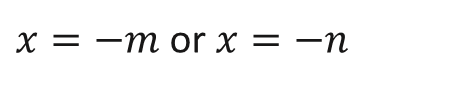 x = −m or x = −n